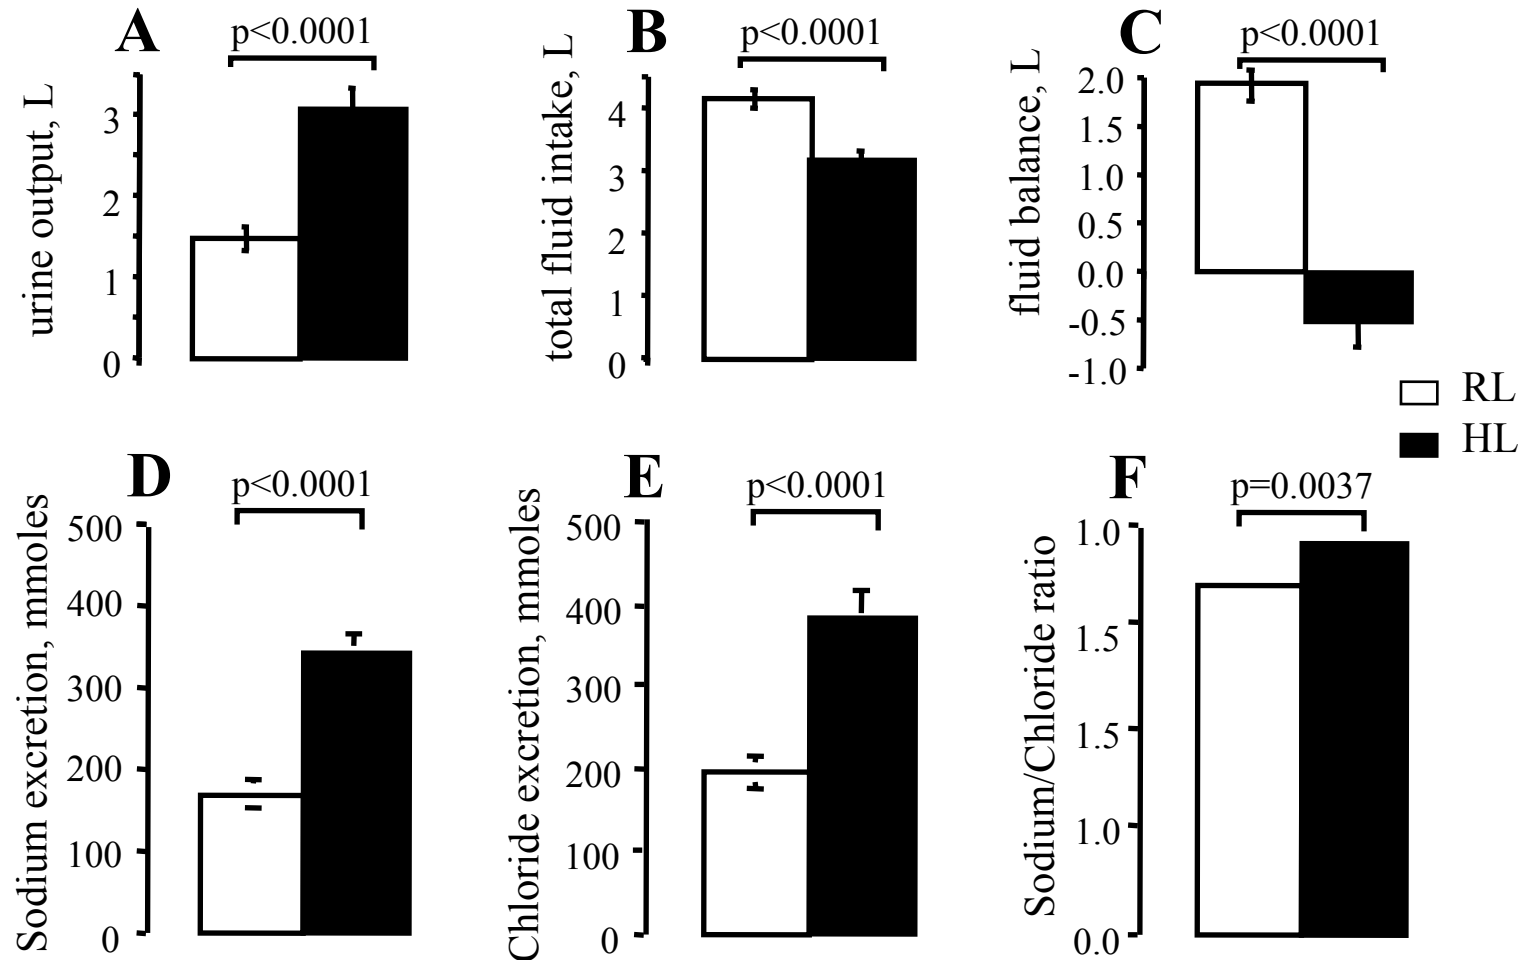 A
p<0.0001
urine output, L
3
2
1
0
B
p<0.0001
total fluid intake, L
4
3
2
1
0
C
p<0.0001
fluid balance, L
2.0
1.5
1.0
0.5
0.0
-0.5
-1.0
RL
HL
D
p<0.0001
Sodium excretion, mmoles
500
400
300
200
100
0
E
p<0.0001
Chloride excretion, mmoles
500
400
300
200
100
0
F
p=0.0037
Sodium/Chloride ratio
1.0
1.5
1.5
1.0
0.0